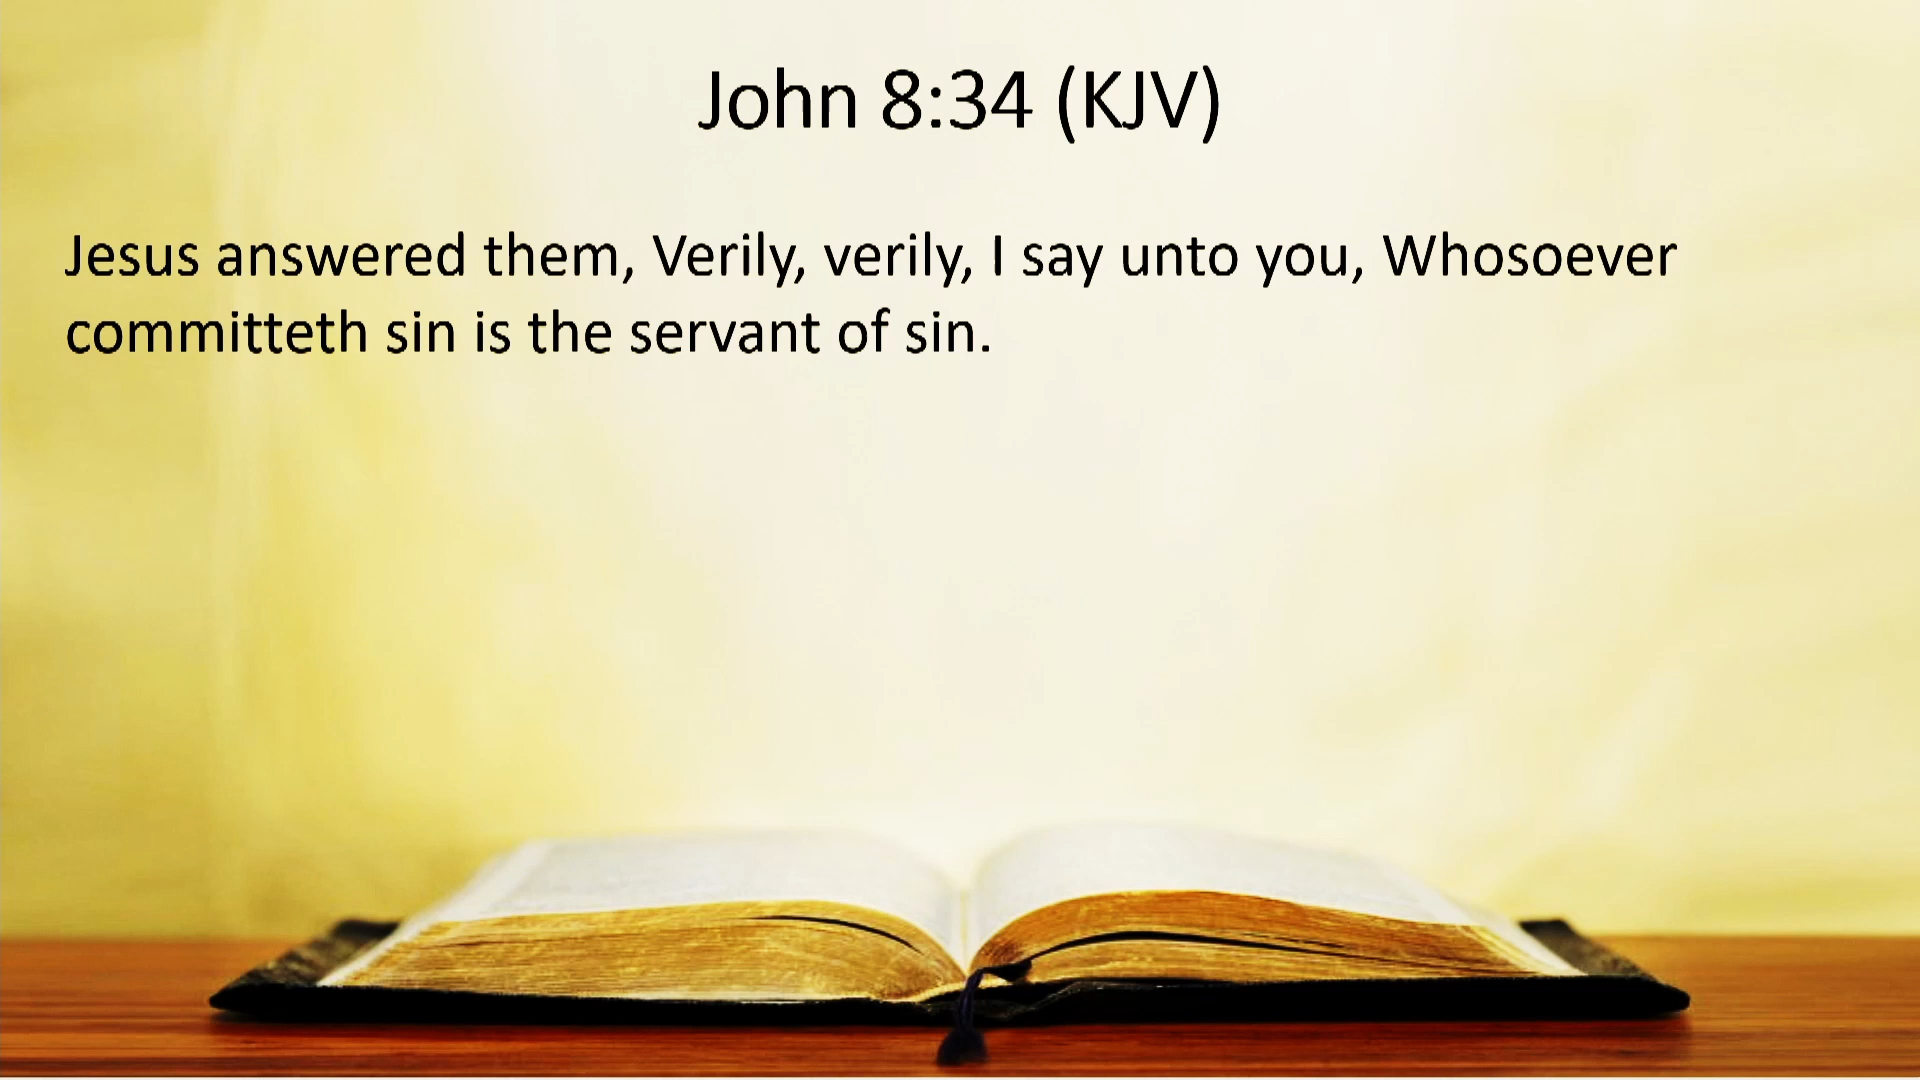 John 8:34 (KJV)
Jesus answered them, Verily, verily, I say unto you, Whosoever
committeth sin is the servant of sin.